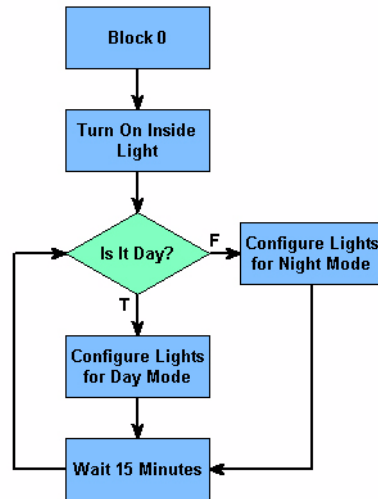 Block 0
Turn On Inside
Light
Is It Day?
F
Configure Lights
for Night Mode
T
Configure Lights
for Day Mode
Wait 15 Minutes